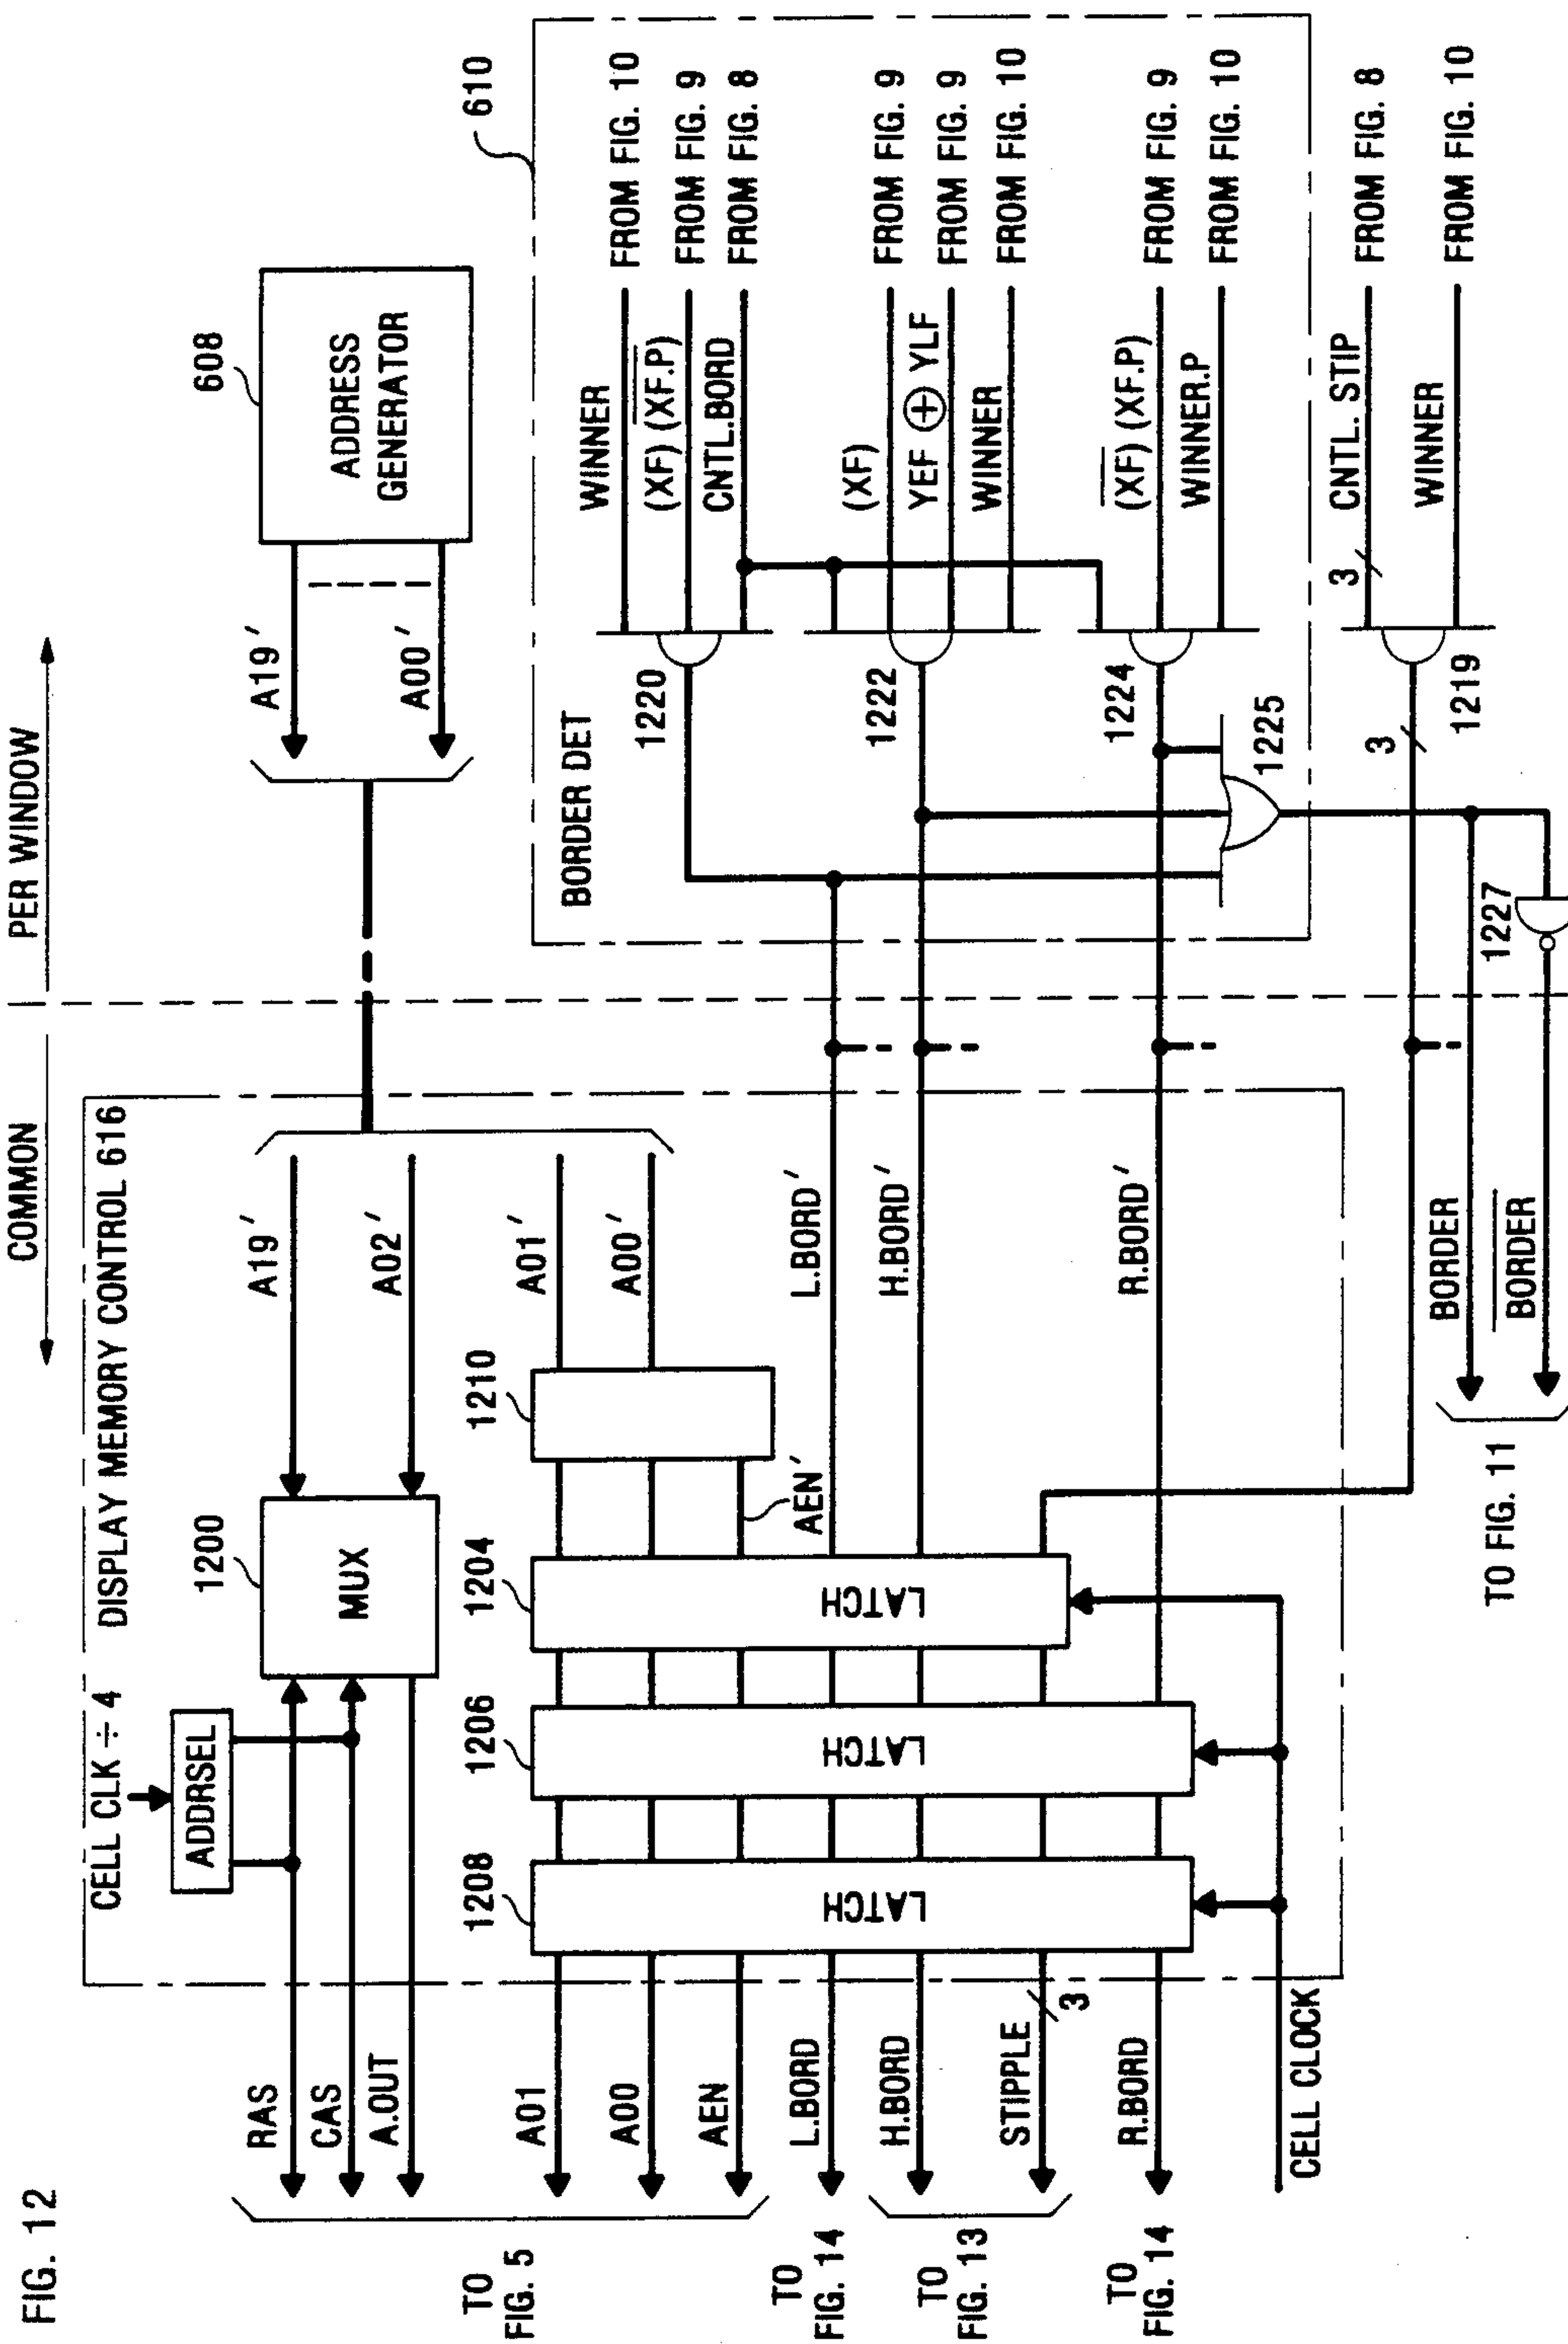 FIG. 12
COMMON
PER WINDOW
CELL CLK ÷ 4
DISPLAY MEMORY CONTROL 616
ADDRSEL
RAS
CAS
A.OUT
1200
MUX
A19'
A02'
A19'
A00'
608
ADDRESS
GENERATOR
TO
FIG. 5
A01
A00
AEN
1208
LATCH
1206
LATCH
1204
LATCH
1210
AEN'
A01'
A00'
610
BORDER DET
WINNER FROM FIG. 10
(XF) (X̅F̅.̅P̅) FROM FIG. 9
CNTL.BORD FROM FIG. 8
1220
TO
FIG. 14
L.BORD
L.BORD'
(XF) FROM FIG. 9
YEF ⊕ YLF FROM FIG. 9
WINNER FROM FIG. 10
1222
TO
FIG. 13
H.BORD
H.BORD'
STIPPLE
3
TO
FIG. 14
R.BORD
R.BORD'
(X̅F̅) (XF.P) FROM FIG. 9
WINNER.P FROM FIG. 10
1224
1225
CELL CLOCK
3 CNTL. STIP FROM FIG. 8
WINNER FROM FIG. 10
3
1219
TO FIG. 11
BORDER
B̅O̅R̅D̅E̅R̅
1227